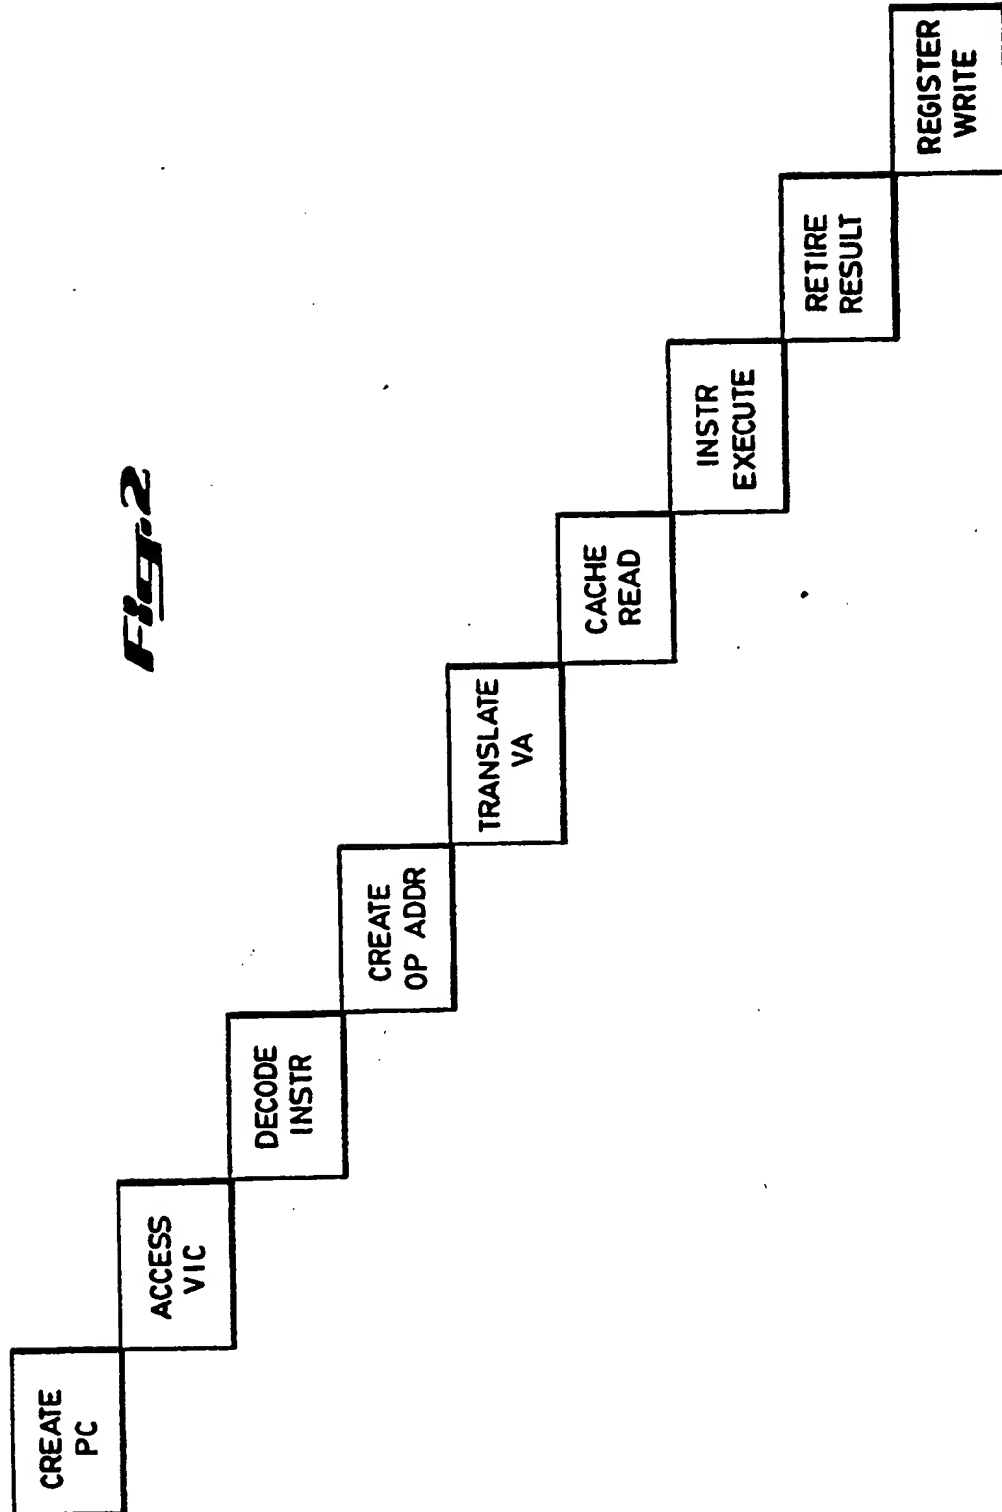 Fig. 2
CREATE
PC
ACCESS
VIC
DECODE
INSTR
CREATE
OP ADDR
TRANSLATE
VA
CACHE
READ
INSTR
EXECUTE
RETIRE
RESULT
REGISTER
WRITE